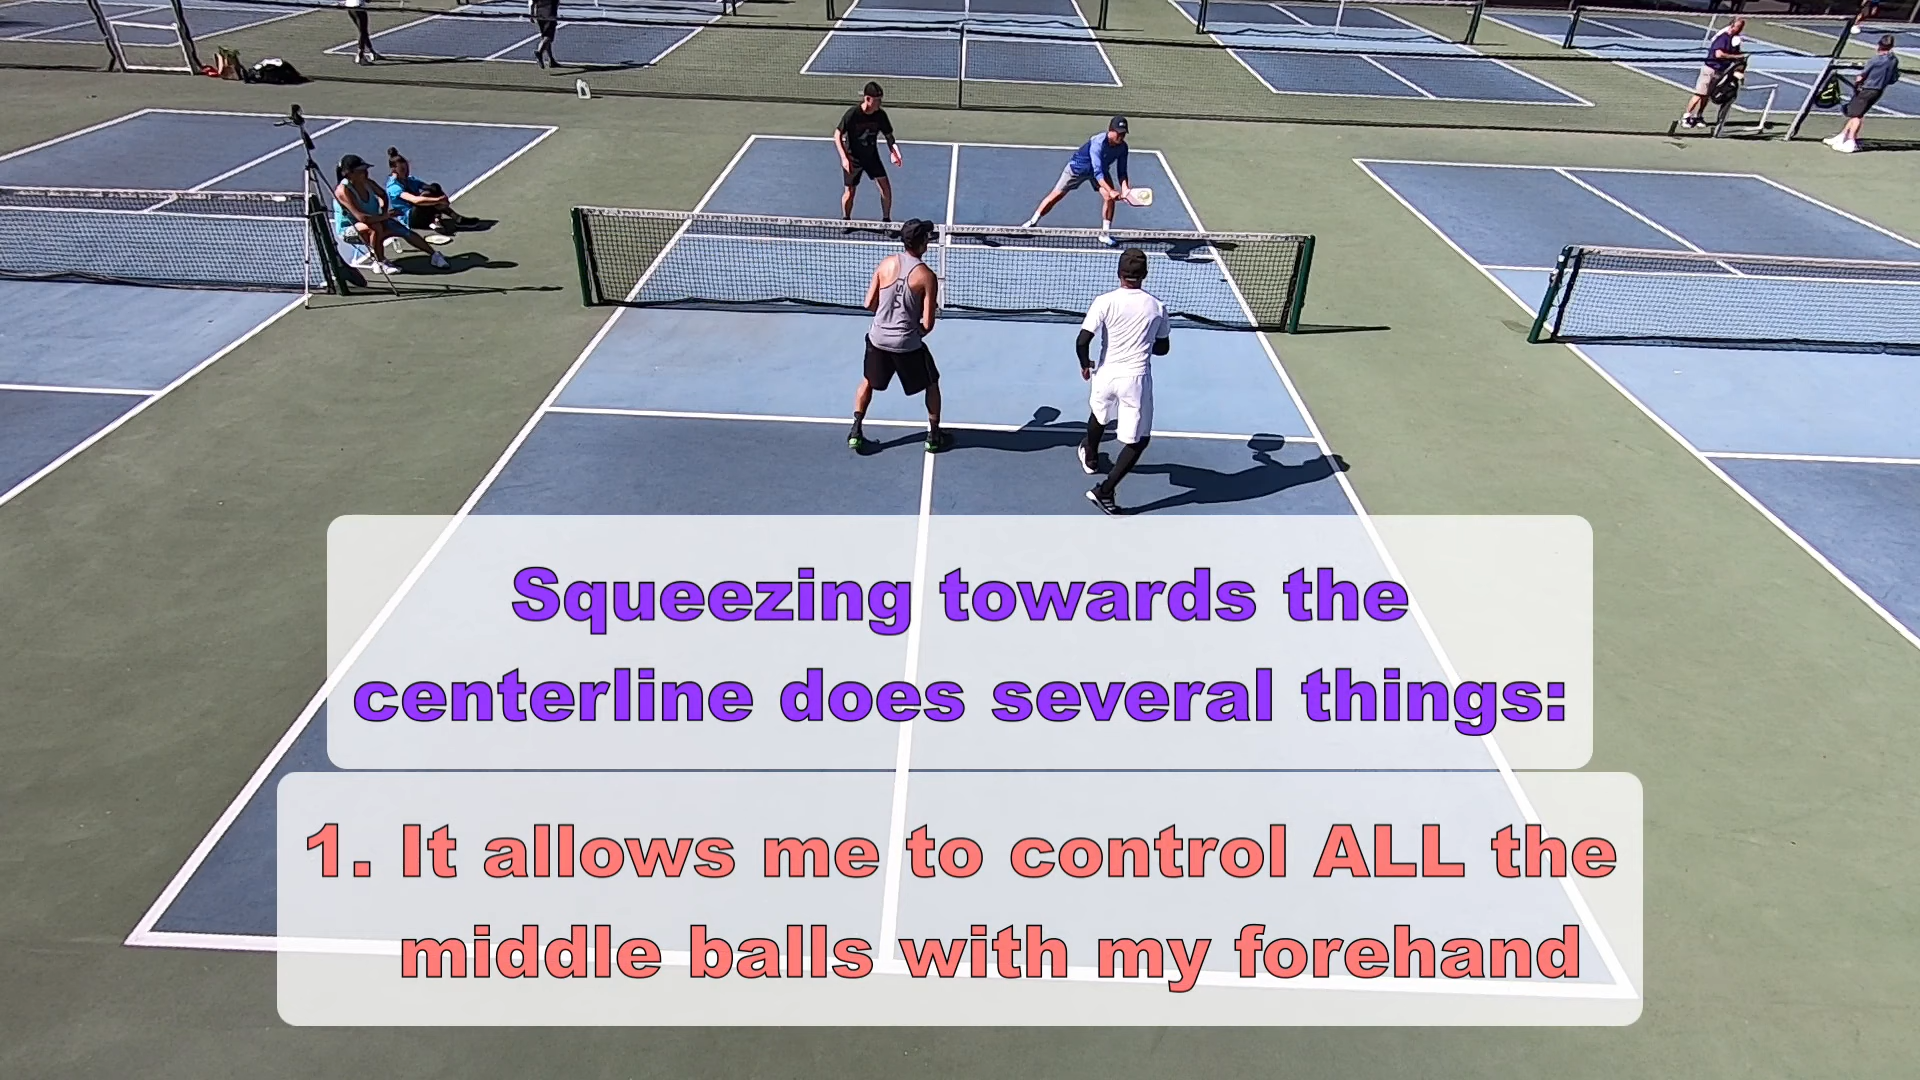 Squeezing towards the
centerline does several things:
1. It allows me to control ALL the
middle balls with my forehand